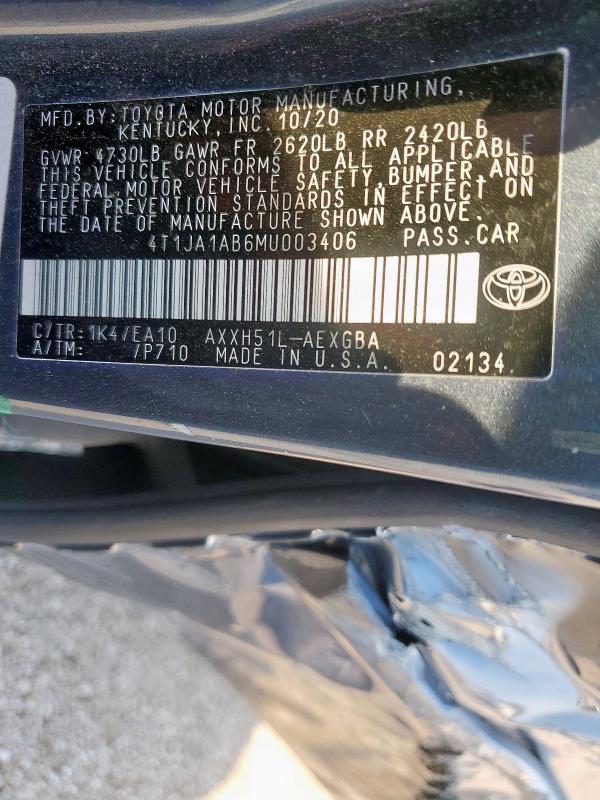 MFD.BY:TOYOTA MOTOR MANUFACTURING,
KENTUCKY,INC. 10/20
GVWR 4730LB GAWR FR 2620LB RR 2420LB
THIS VEHICLE CONFORMS TO ALL APPLICABLE
FEDERAL MOTOR VEHICLE SAFETY,BUMPER,AND
THEFT PREVENTION STANDARDS IN EFFECT ON
THE DATE OF MANUFACTURE SHOWN ABOVE.
4T1JA1AB6MU003406 PASS.CAR
C/TR:1K4/EA10 AXXH51L-AEXGBA
A/TM: /P710 MADE IN U.S.A. 02134